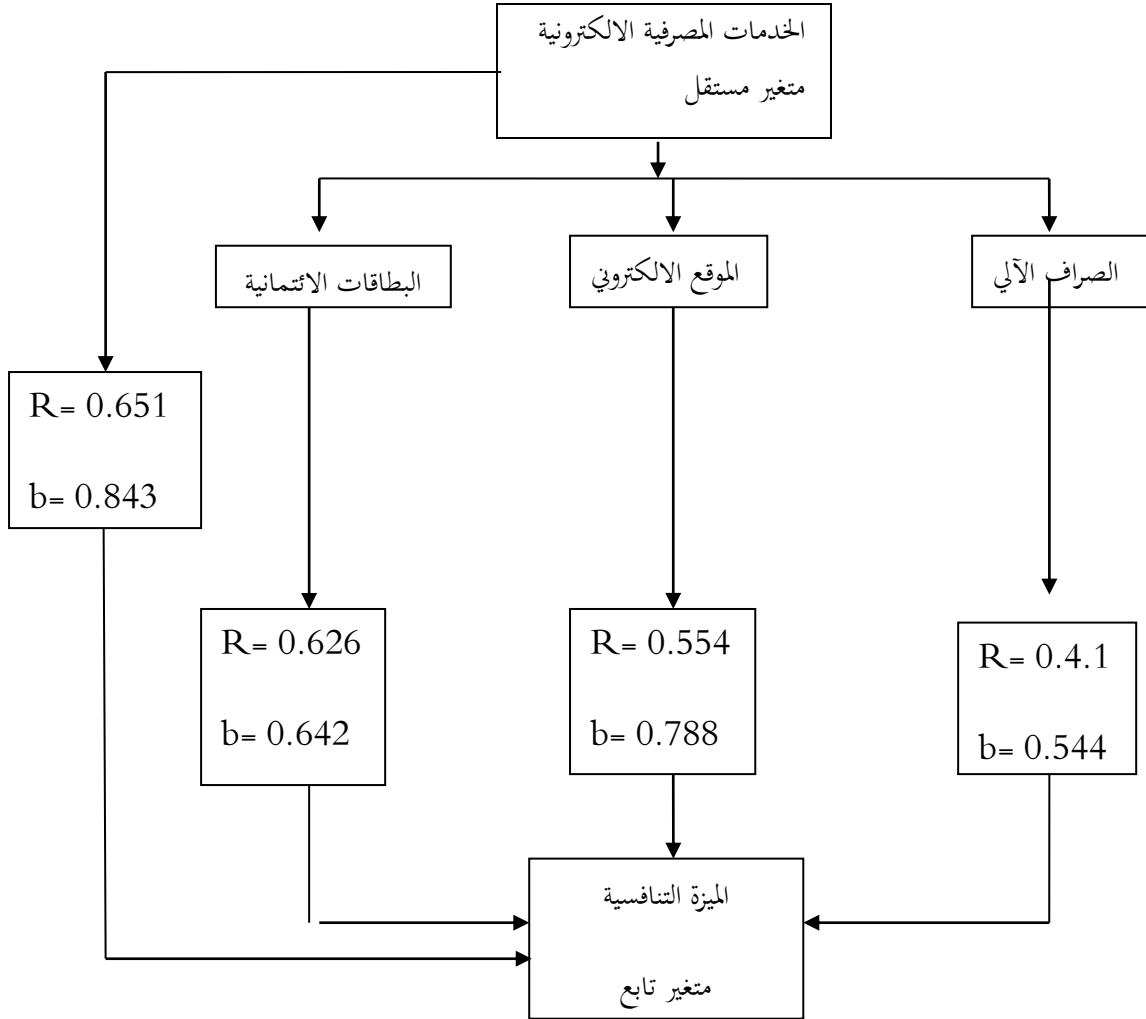 الخدمات المصرفية الالكترونية
متغير مستقل
الصراف الآلي
الموقع الالكتروني
البطاقات الائتمانية
R= 0.651
b= 0.843
R= 0.4.1
b= 0.544
R= 0.554
b= 0.788
R= 0.626
b= 0.642
الميزة التنافسية
متغير تابع